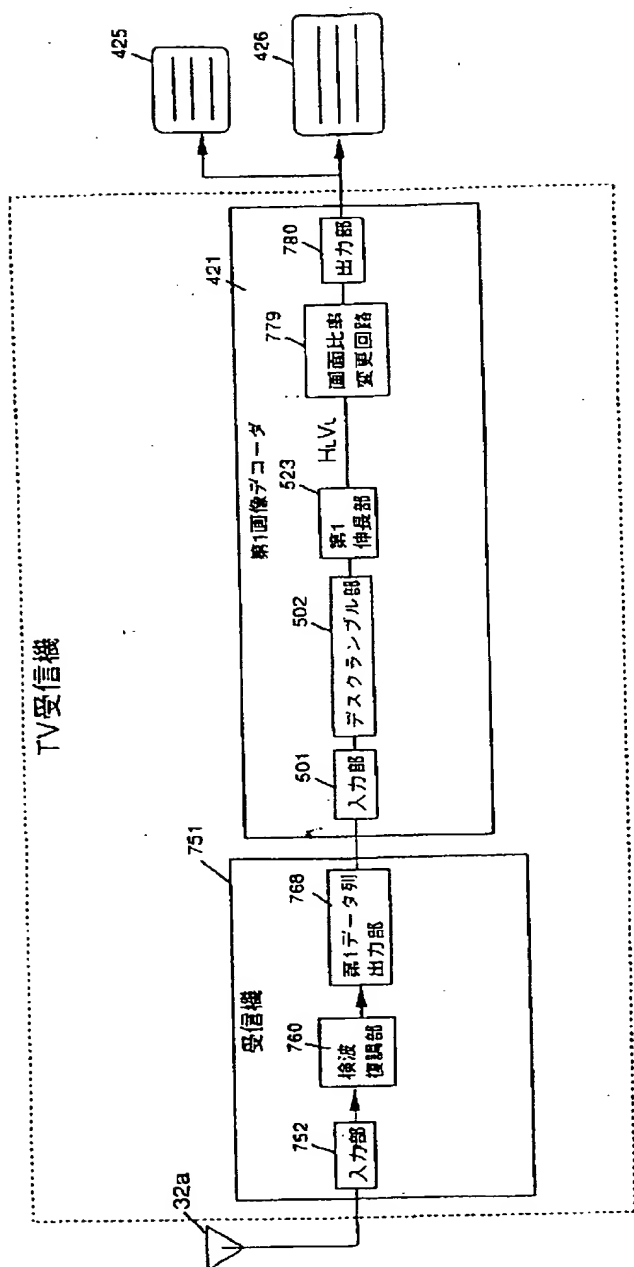 TV受信機
32a
751
受信機
752
入力部
760
検波
復調部
768
第1データ列
出力部
421
第1画像デコーダ
501
入力部
502
デスクランブル部
523
第1
伸長部
HLVL
779
画面比率
変更回路
780
出力部
425
426